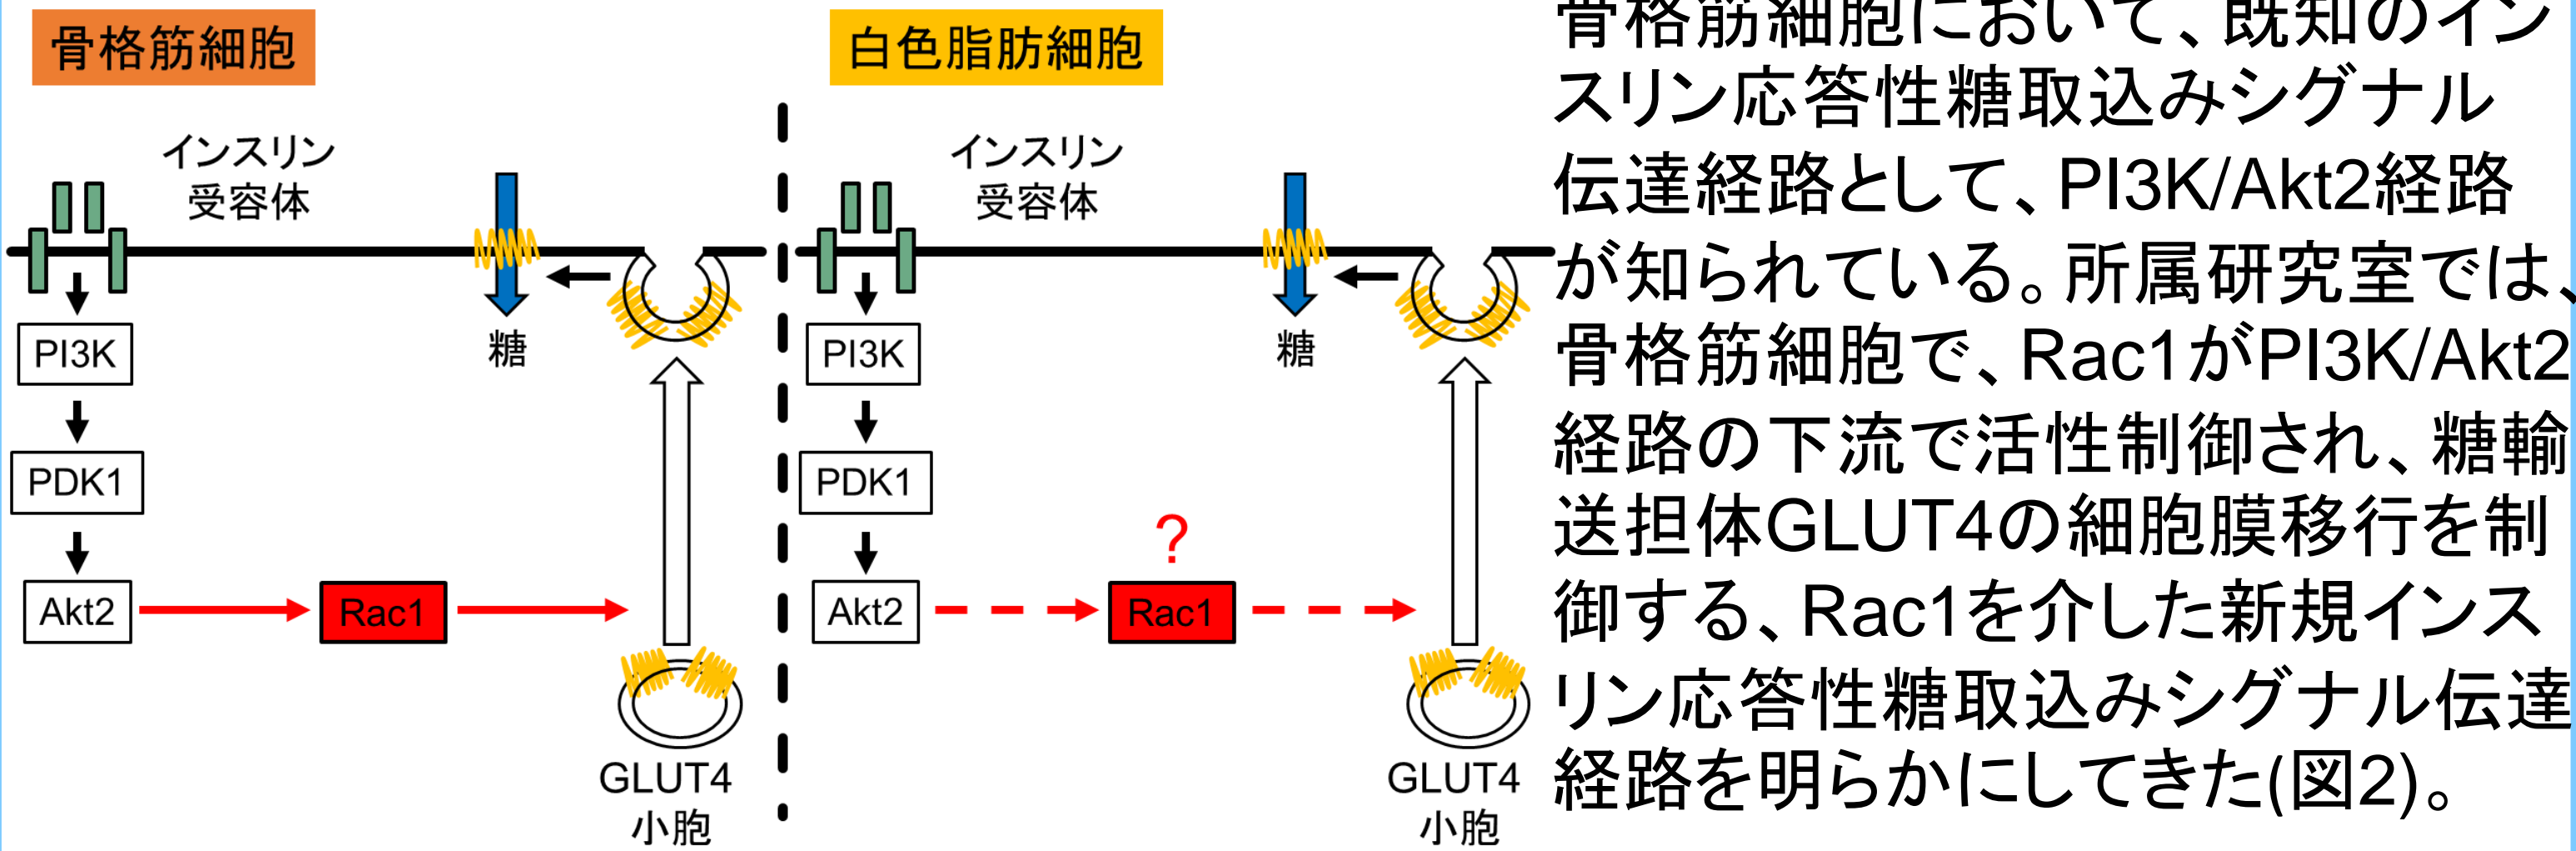 骨格筋細胞
インスリン
受容体
糖
PI3K
PDK1
Akt2
Rac1
GLUT4
小胞
白色脂肪細胞
インスリン
受容体
糖
PI3K
PDK1
?
Akt2
Rac1
GLUT4
小胞
骨格筋細胞において、既知のイン
スリン応答性糖取込みシグナル
伝達経路として、PI3K/Akt2経路
が知られている。所属研究室では、
骨格筋細胞で、Rac1がPI3K/Akt2
経路の下流で活性制御され、糖輸
送担体GLUT4の細胞膜移行を制
御する、Rac1を介した新規インス
リン応答性糖取込みシグナル伝達
経路を明らかにしてきた(図2)。